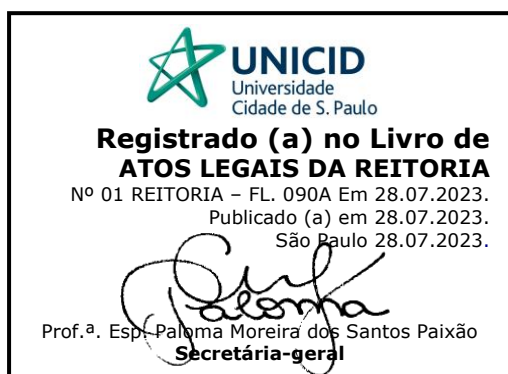 UNICID
Universidade
Cidade de S. Paulo
Registrado (a) no Livro de
ATOS LEGAIS DA REITORIA
Nº 01 REITORIA – FL. 090A Em 28.07.2023.
Publicado (a) em 28.07.2023.
São Paulo 28.07.2023.
Paloma
Prof.ª. Esp. Paloma Moreira dos Santos Paixão
Secretária-geral